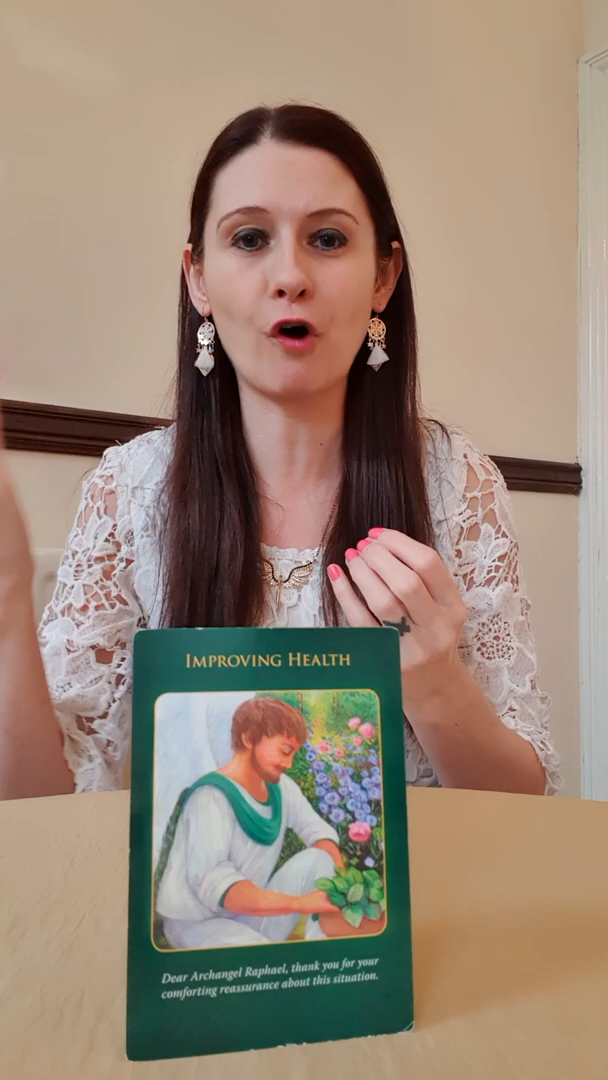 IMPROVING HEALTH
Dear Archangel Raphael, thank you for your
comforting reassurance about this situation.